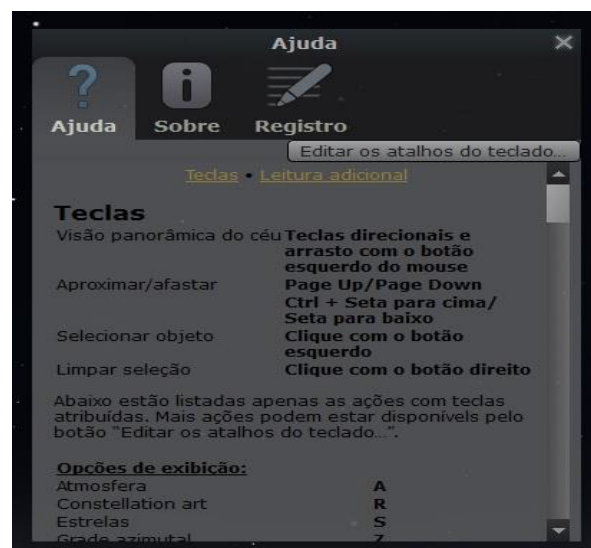 Ajuda
Ajuda Sobre Registro
Editar os atalhos do teclado...
Teclas • Leitura adicional
Teclas
Visão panorâmica do céu Teclas direcionais e
arrasto com o botão
esquerdo do mouse
Aproximar/afastar Page Up/Page Down
Ctrl + Seta para cima/
Seta para baixo
Selecionar objeto Clique com o botão
esquerdo
Limpar seleção Clique com o botão direito
Abaixo estão listadas apenas as ações com teclas
atribuídas. Mais ações podem estar disponívels pelo
botão "Editar os atalhos do teclado...".
Opções de exibição:
Atmosfera A
Constellation art R
Estrelas S
Grade azimutal Z